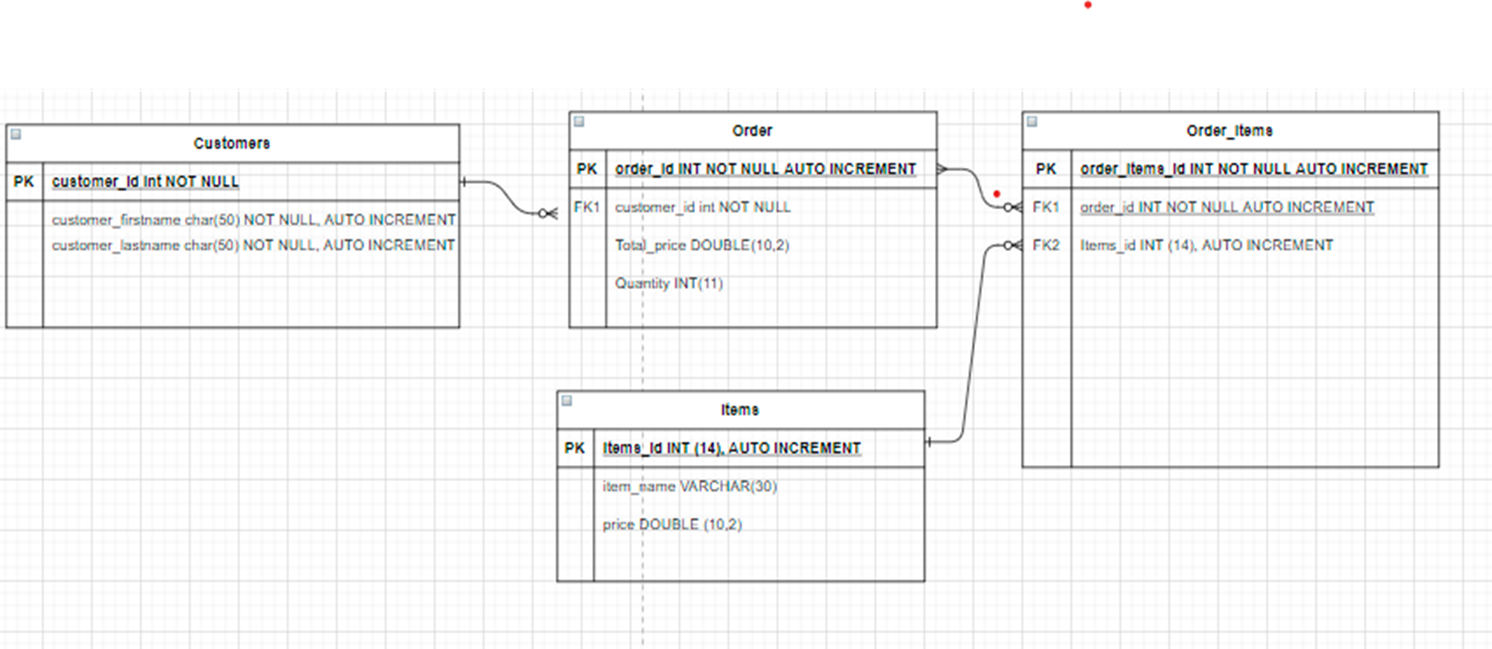 Customers
PK customer_id int NOT NULL
customer_firstname char(50) NOT NULL, AUTO INCREMENT
customer_lastname char(50) NOT NULL, AUTO INCREMENT
Order
PK order_id INT NOT NULL AUTO INCREMENT
FK1 customer_id int NOT NULL
Total_price DOUBLE(10,2)
Quantity INT(11)
Order_Items
PK order_items_id INT NOT NULL AUTO INCREMENT
FK1 order_id INT NOT NULL AUTO INCREMENT
FK2 Items_id INT (14), AUTO INCREMENT
Items
PK Items_id INT (14), AUTO INCREMENT
item_name VARCHAR(30)
price DOUBLE (10,2)